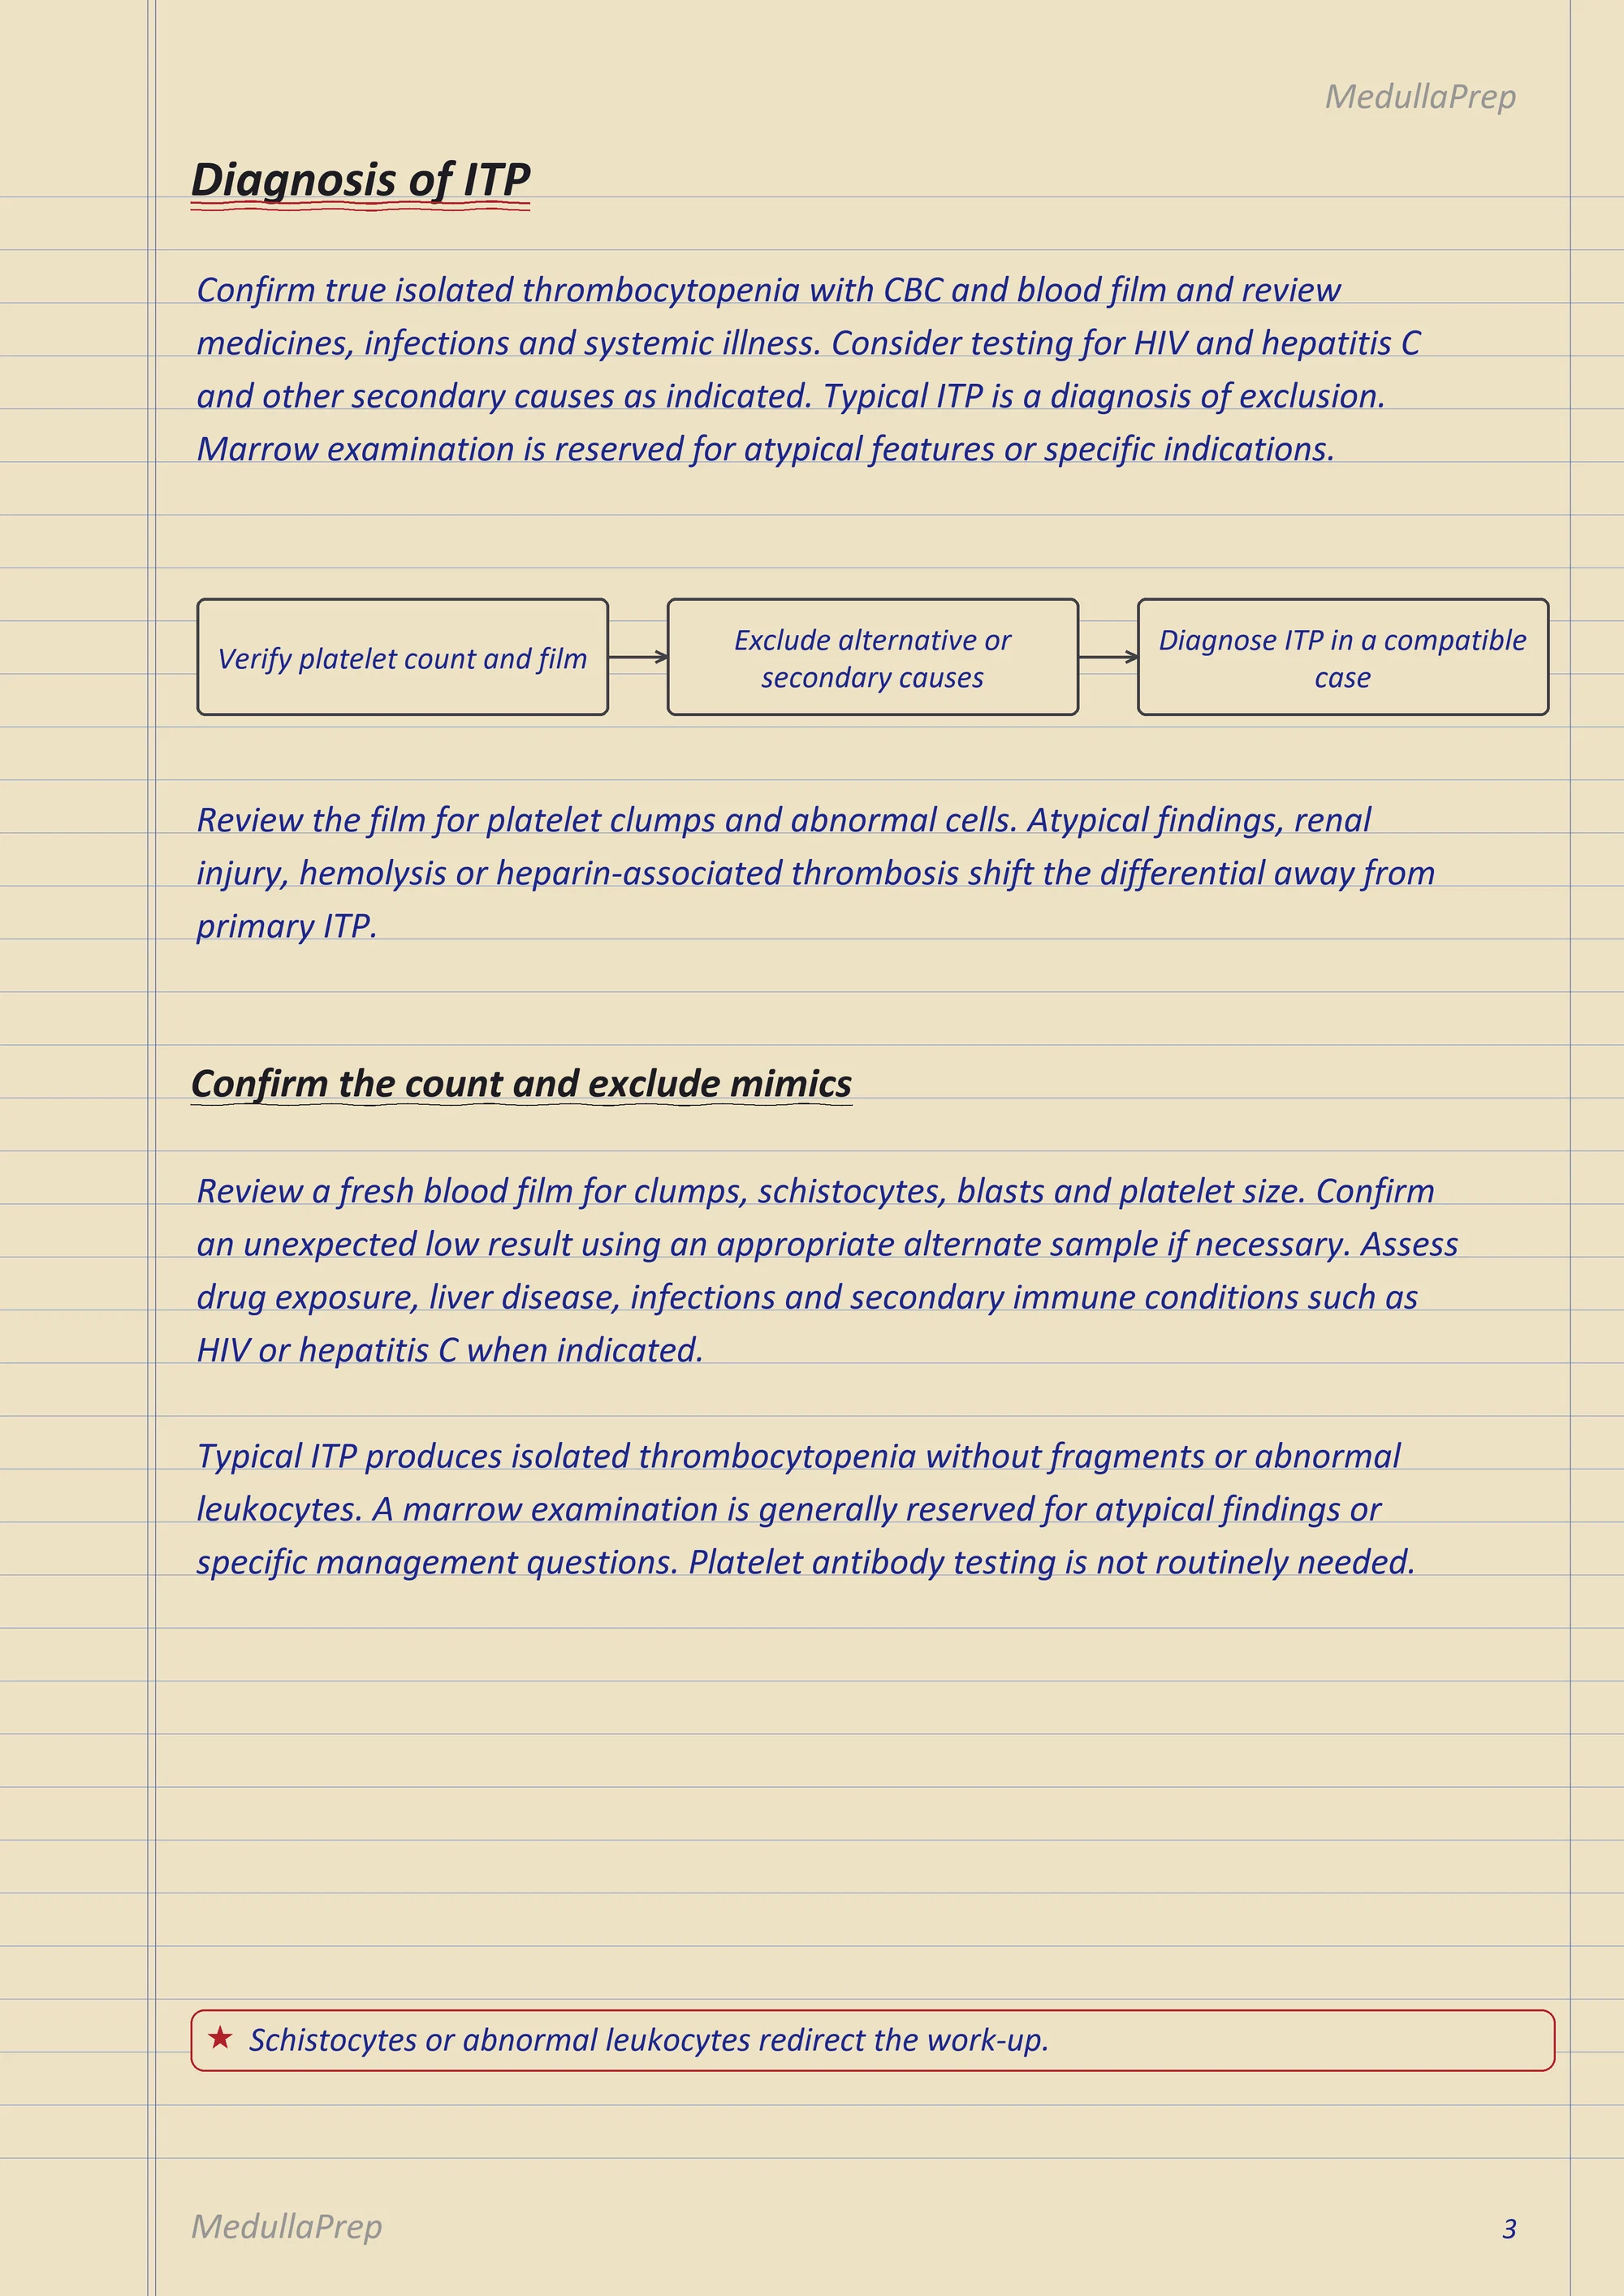 MedullaPrep
Diagnosis of ITP
Confirm true isolated thrombocytopenia with CBC and blood film and review
medicines, infections and systemic illness. Consider testing for HIV and hepatitis C
and other secondary causes as indicated. Typical ITP is a diagnosis of exclusion.
Marrow examination is reserved for atypical features or specific indications.
Verify platelet count and film
Exclude alternative or
secondary causes
Diagnose ITP in a compatible
case
Review the film for platelet clumps and abnormal cells. Atypical findings, renal
injury, hemolysis or heparin-associated thrombosis shift the differential away from
primary ITP.
Confirm the count and exclude mimics
Review a fresh blood film for clumps, schistocytes, blasts and platelet size. Confirm
an unexpected low result using an appropriate alternate sample if necessary. Assess
drug exposure, liver disease, infections and secondary immune conditions such as
HIV or hepatitis C when indicated.
Typical ITP produces isolated thrombocytopenia without fragments or abnormal
leukocytes. A marrow examination is generally reserved for atypical findings or
specific management questions. Platelet antibody testing is not routinely needed.
★ Schistocytes or abnormal leukocytes redirect the work-up.
MedullaPrep
3